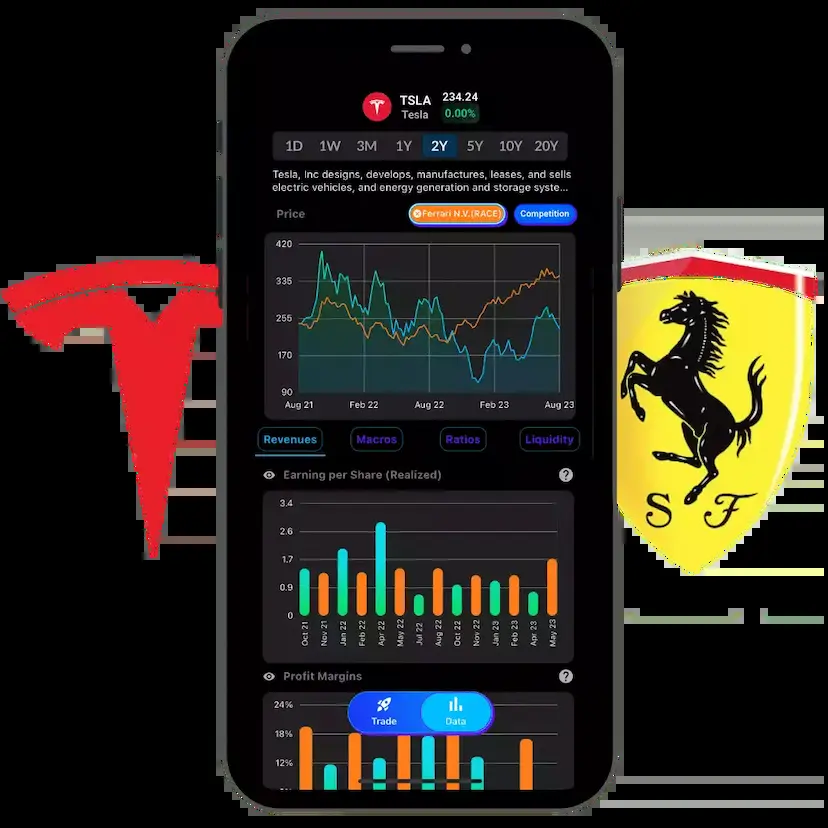 TSLA
234.24
Tesla
0.00%
1D 1W 3M 1Y 2Y 5Y 10Y 20Y
Tesla, Inc designs, develops, manufactures, leases, and sells
electric vehicles, and energy generation and storage syste...
Price
Ferrari N.V.(RACE)
Competition
420
335
255
170
90
Aug 21 Feb 22 Aug 22 Feb 23 Aug 23
Revenues Macros Ratios Liquidity
Earning per Share (Realized) ?
3.4
2.6
1.7
0.9
0
Oct 21 Nov 21 Jan 22 Feb 22 Apr 22 May 22 Jul 22 Aug 22 Oct 22 Nov 22 Jan 23 Feb 23 Apr 23 May 23
Profit Margins ?
24%
18%
12%
Trade Data
S F